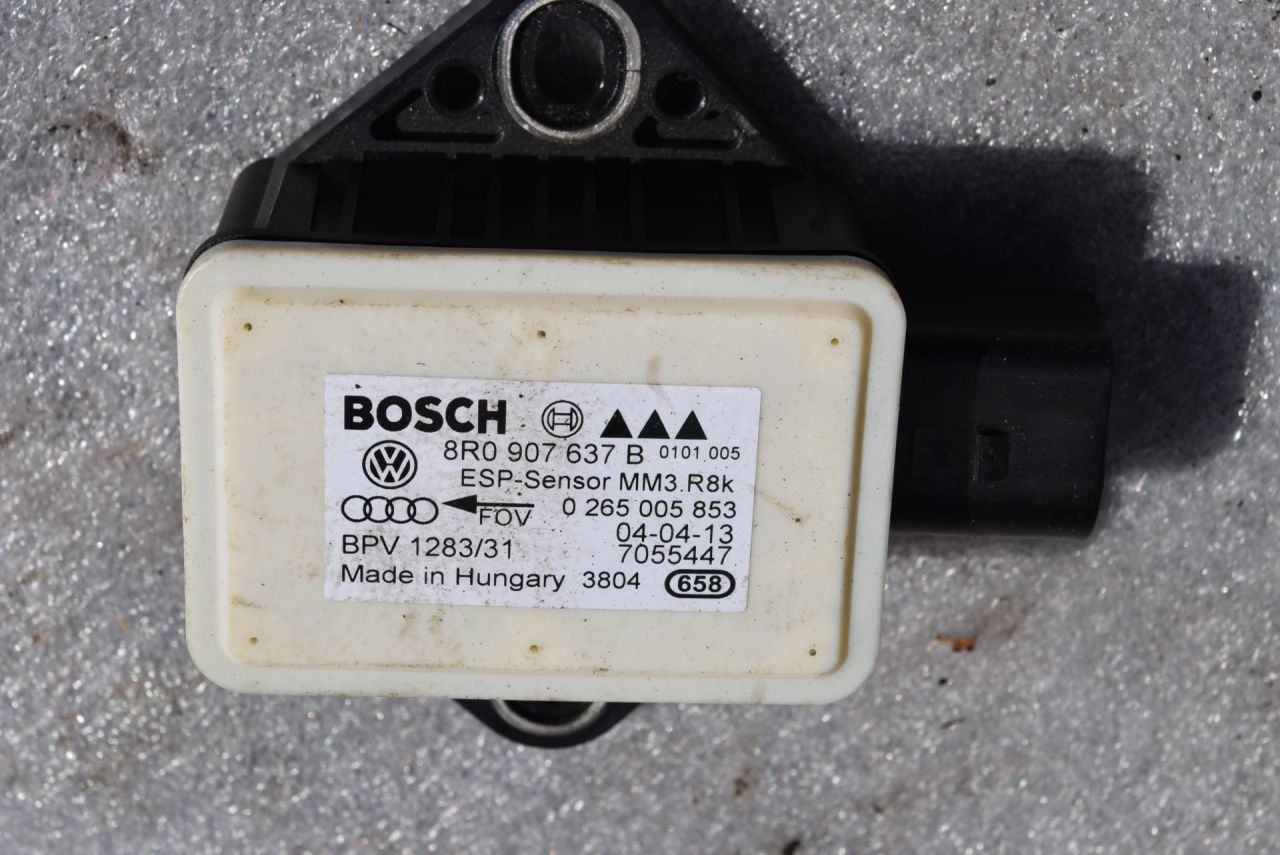 BOSCH
8R0 907 637 B 0101.005
ESP-Sensor MM3.R8k
FOV 0 265 005 853
04-04-13
BPV 1283/31 7055447
Made in Hungary 3804 658